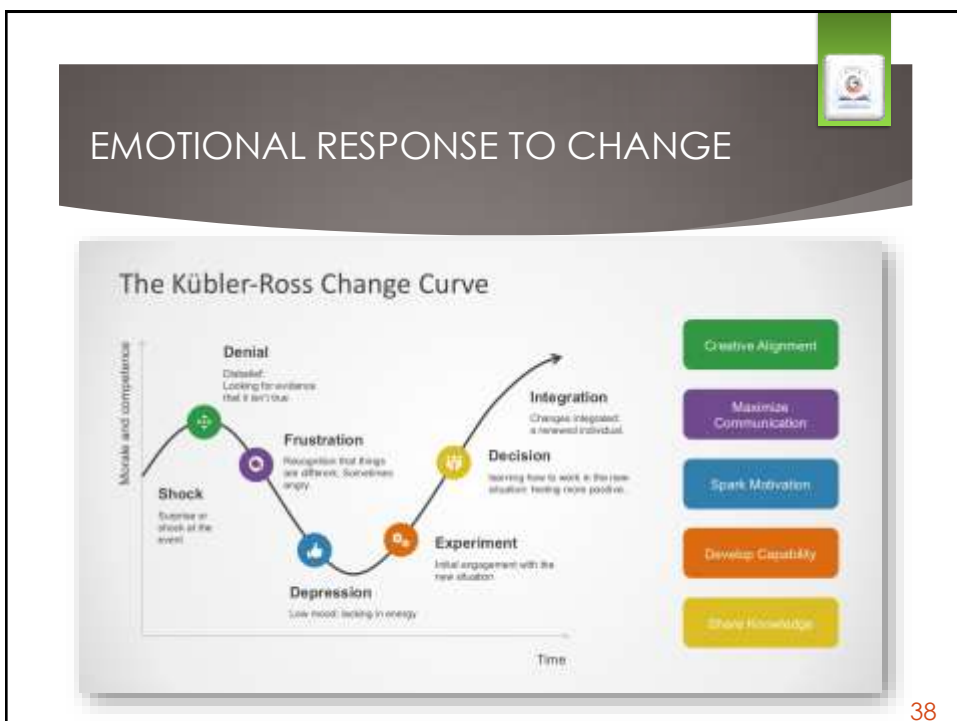 EMOTIONAL RESPONSE TO CHANGE
The Kübler-Ross Change Curve
Morale and competence
Denial
Disbelief;
Looking for evidence
that it isn't true
Frustration
Recognition that things
are different; Sometimes
angry.
Shock
Surprise or
shock at the
event
Depression
Low mood; lacking in energy
Experiment
Initial engagement with the
new situation
Decision
learning how to work in the new
situation; feeling more positive.
Integration
Changes integrated;
a renewed individual.
Time
Creative Alignment
Maximize
Communication
Spark Motivation
Develop Capability
Share Knowledge
38